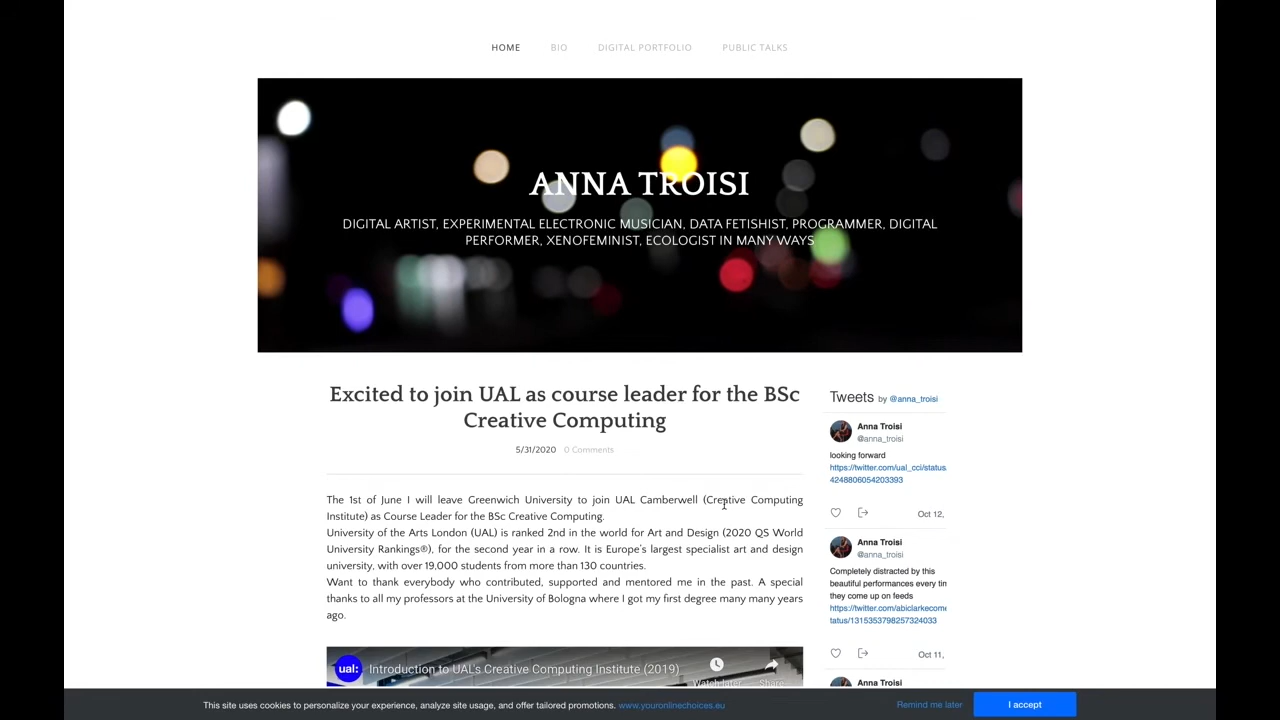 HOME BIO DIGITAL PORTFOLIO PUBLIC TALKS
ANNA TROISI
DIGITAL ARTIST, EXPERIMENTAL ELECTRONIC MUSICIAN, DATA FETISHIST, PROGRAMMER, DIGITAL
PERFORMER, XENOFEMINIST, ECOLOGIST IN MANY WAYS
Excited to join UAL as course leader for the BSc
Creative Computing
5/31/2020 0 Comments
The 1st of June I will leave Greenwich University to join UAL Camberwell (Creative Computing
Institute) as Course Leader for the BSc Creative Computing.
University of the Arts London (UAL) is ranked 2nd in the world for Art and Design (2020 QS World
University Rankings®), for the second year in a row. It is Europe's largest specialist art and design
university, with over 19,000 students from more than 130 countries.
Want to thank everybody who contributed, supported and mentored me in the past. A special
thanks to all my professors at the University of Bologna where I got my first degree many many years
ago.
ual: Introduction to UAL's Creative Computing Institute (2019)
Watch later Share
Tweets by @anna_troisi
Anna Troisi
@anna_troisi
looking forward
https://twitter.com/ual_cci/status
4248806054203393
Oct 12,
Anna Troisi
@anna_troisi
Completely distracted by this
beautiful performances every tin
they come up on feeds
https://twitter.com/abiclarkecome
tatus/1315353798257324033
Oct 11,
Anna Troisi
This site uses cookies to personalize your experience, analyze site usage, and offer tailored promotions. www.youronlinechoices.eu
Remind me later I accept